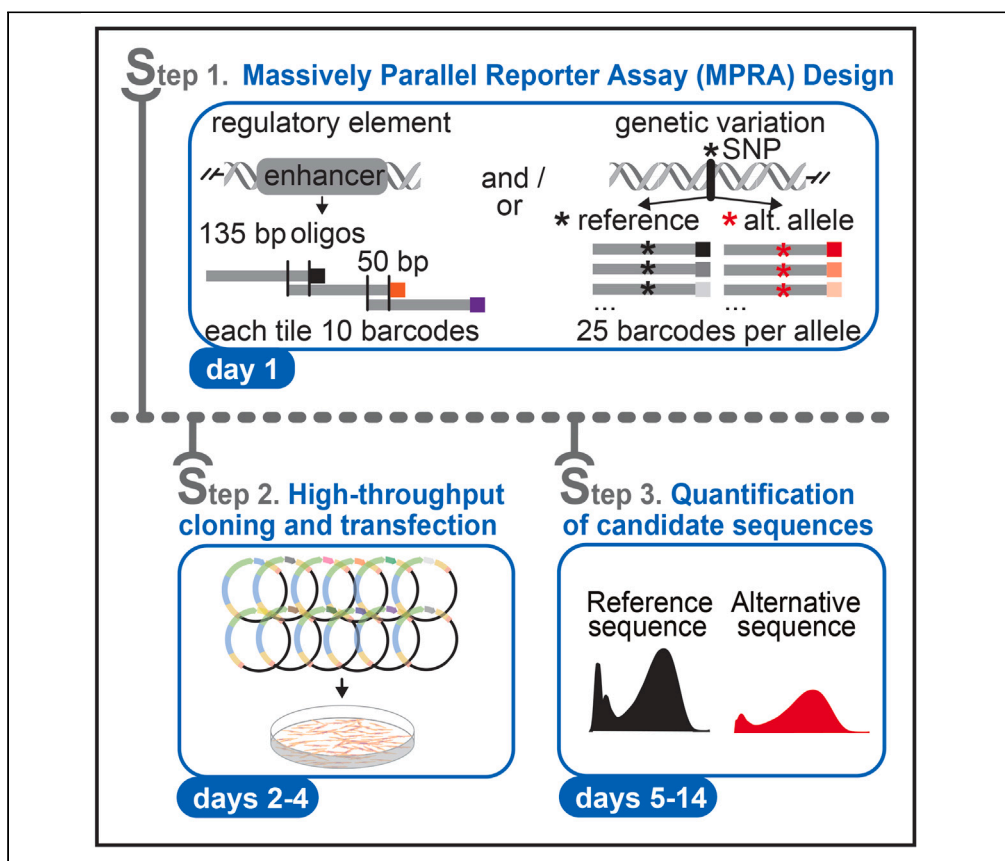 Step 1. Massively Parallel Reporter Assay (MPRA) Design
regulatory element
enhancer
135 bp oligos
50 bp
each tile 10 barcodes
and /
or
genetic variation
* SNP
* reference
* alt. allele
* *
* *
* *
... ...
25 barcodes per allele
day 1
Step 2. High-throughput
cloning and transfection
days 2-4
Step 3. Quantification
of candidate sequences
Reference
sequence
Alternative
sequence
days 5-14